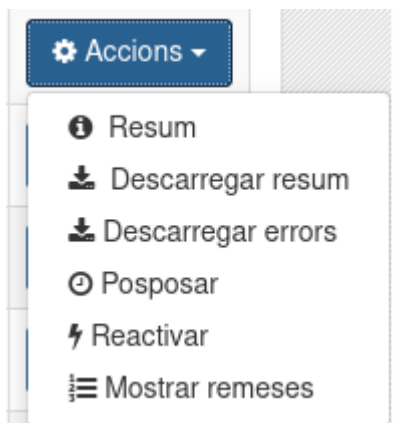 Accions
Resum
Descarregar resum
Descarregar errors
Posposar
Reactivar
Mostrar remeses